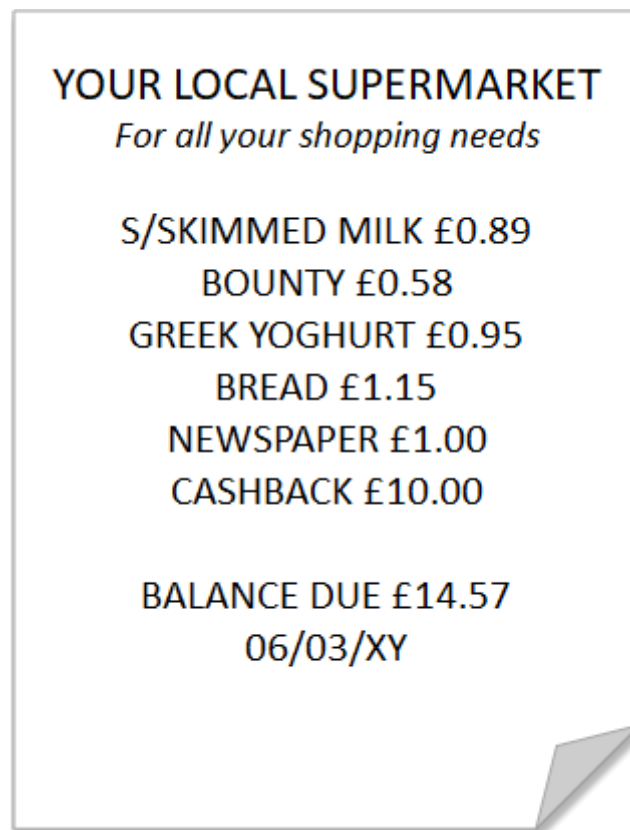 YOUR LOCAL SUPERMARKET
For all your shopping needs
S/SKIMMED MILK £0.89
BOUNTY £0.58
GREEK YOGHURT £0.95
BREAD £1.15
NEWSPAPER £1.00
CASHBACK £10.00
BALANCE DUE £14.57
06/03/XY